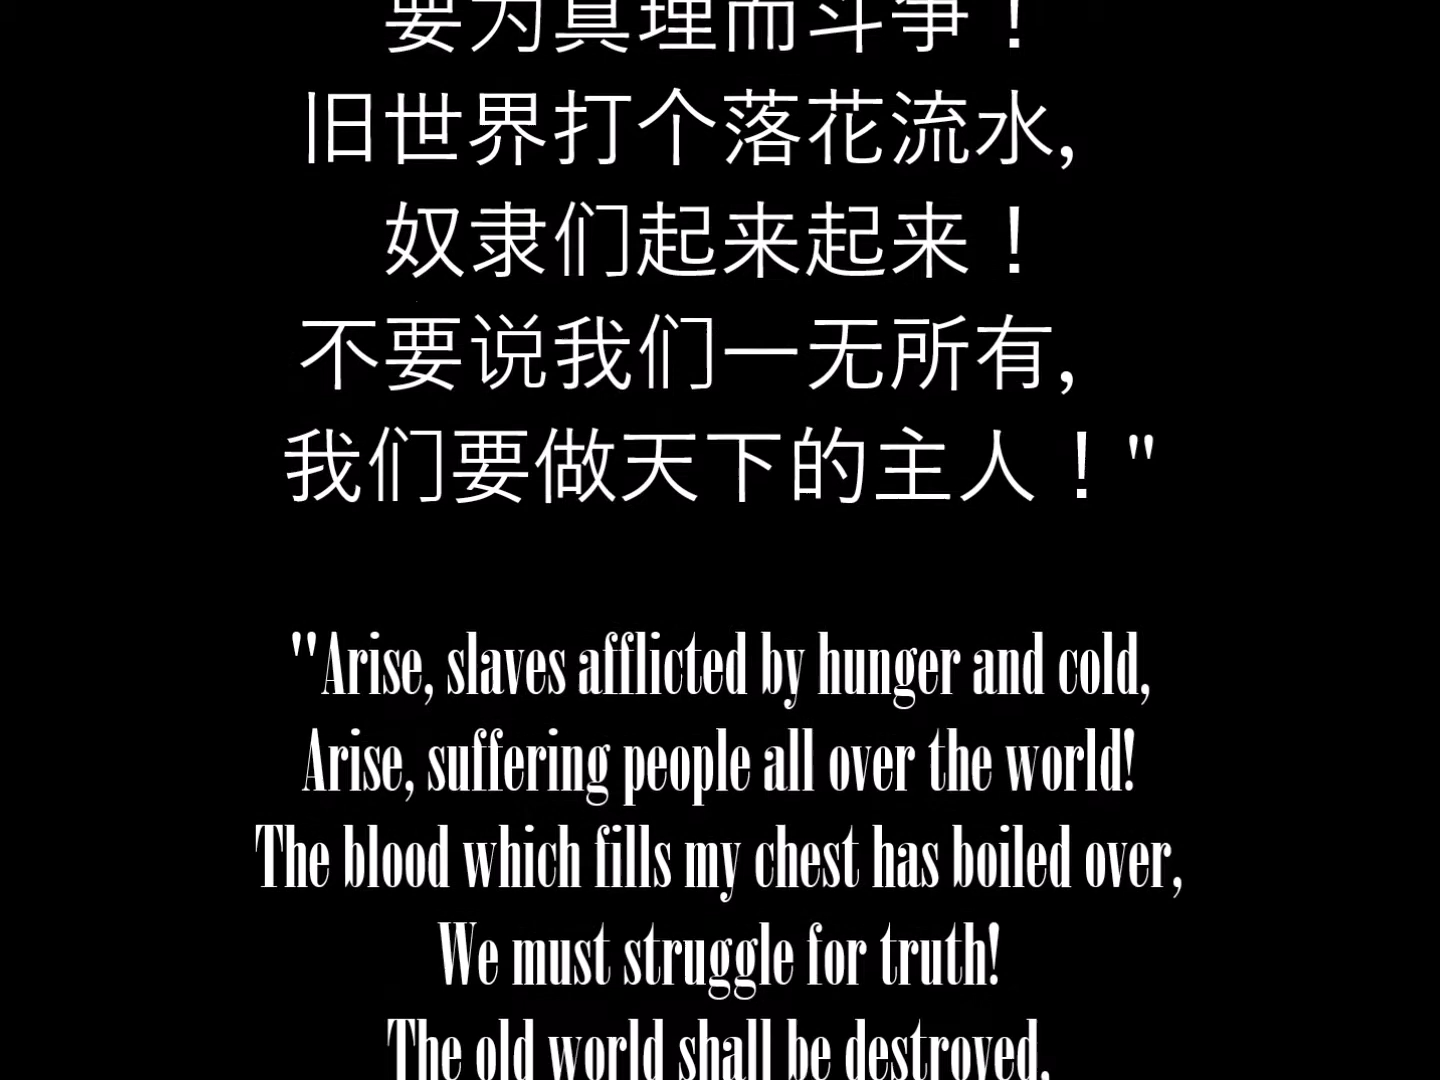 要为真理而斗争！
旧世界打个落花流水,
奴隶们起来起来！
不要说我们一无所有,
我们要做天下的主人！"
"Arise, slaves afflicted by hunger and cold,
Arise, suffering people all over the world!
The blood which fills my chest has boiled over,
We must struggle for truth!
The old world shall be destroyed,